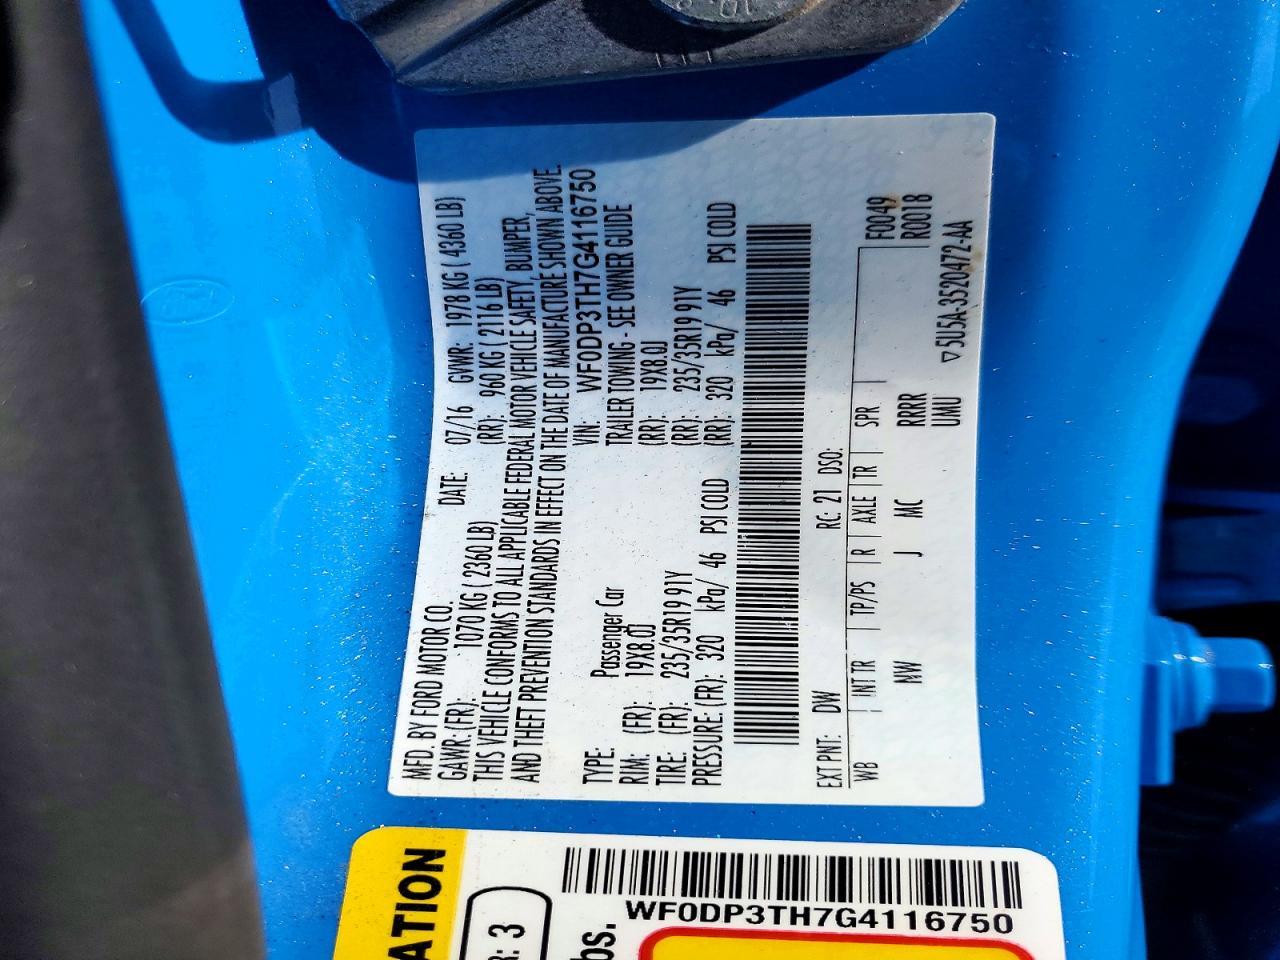 MFD. BY FORD MOTOR CO.
DATE: 07/16 GVWR: 1978 KG ( 4360 LB)
GAWR: (FR): 1070 KG ( 2360 LB) (RR): 960 KG ( 2116 LB)
THIS VEHICLE CONFORMS TO ALL APPLICABLE FEDERAL MOTOR VEHICLE SAFETY, BUMPER,
AND THEFT PREVENTION STANDARDS IN EFFECT ON THE DATE OF MANUFACTURE SHOWN ABOVE.
VIN: WF0DP3TH7G4116750
TYPE: Passenger Car TRAILER TOWING - SEE OWNER GUIDE
RIM: (FR): 19X8.0J (RR): 19X8.0J
TIRE: (FR): 235/35R19 91Y (RR): 235/35R19 91Y
PRESSURE: (FR): 320 kPa/ 46 PSI COLD (RR): 320 kPa/ 46 PSI COLD
EXT PNT: DW RC: 21 DSO:
WB | INT TR | TP/PS | R | AXLE | TR | SPR F0049
NW J MC RRRR R0018
UMU
▽5U5A-3520472-AA
WF0DP3TH7G4116750
ATION
R: 3
bs.